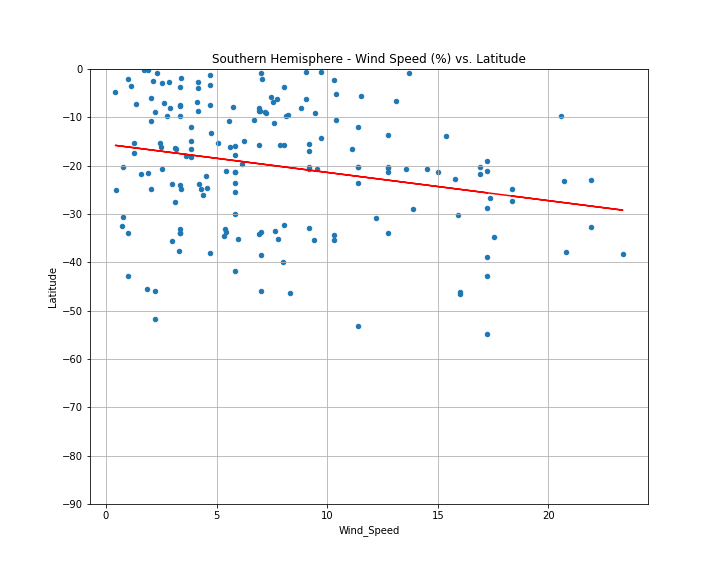 Southern Hemisphere - Wind Speed (%) vs. Latitude
0
−10
−20
−30
−40
−50
−60
−70
−80
−90
Latitude
0 5 10 15 20
Wind_Speed